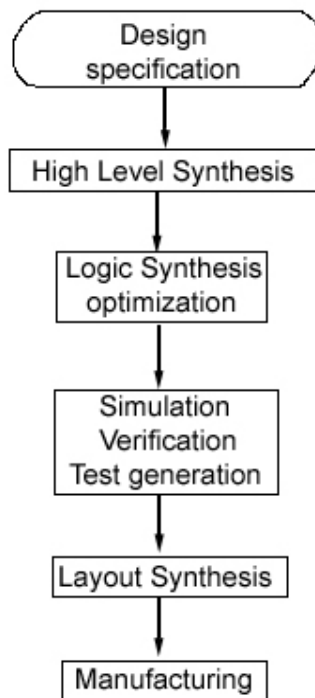 Design
specification
High Level Synthesis
Logic Synthesis
optimization
Simulation
Verification
Test generation
Layout Synthesis
Manufacturing